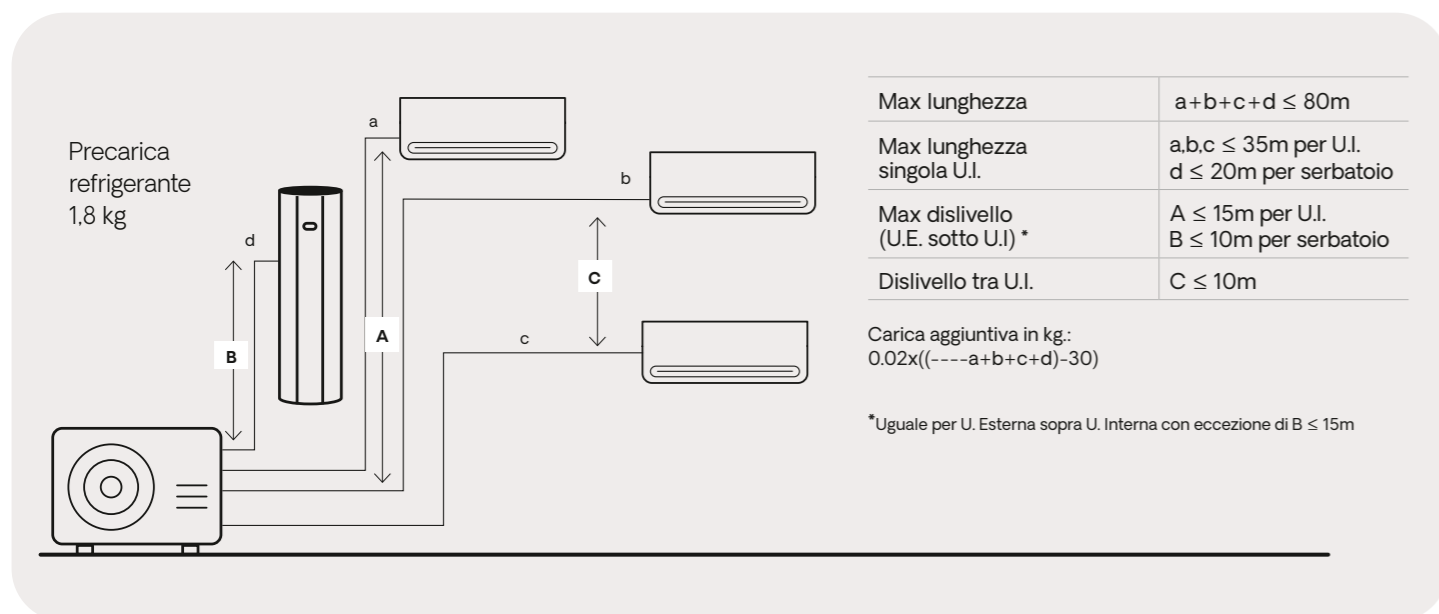 Precarica
refrigerante
1,8 kg
a
b
d
C
A
c
B
Max lunghezza a+b+c+d ≤ 80m
Max lunghezza
singola U.I.
a,b,c ≤ 35m per U.I.
d ≤ 20m per serbatoio
Max dislivello
(U.E. sotto U.I) *
A ≤ 15m per U.I.
B ≤ 10m per serbatoio
Dislivello tra U.I. C ≤ 10m
Carica aggiuntiva in kg.:
0.02x((----a+b+c+d)-30)
*Uguale per U. Esterna sopra U. Interna con eccezione di B ≤ 15m